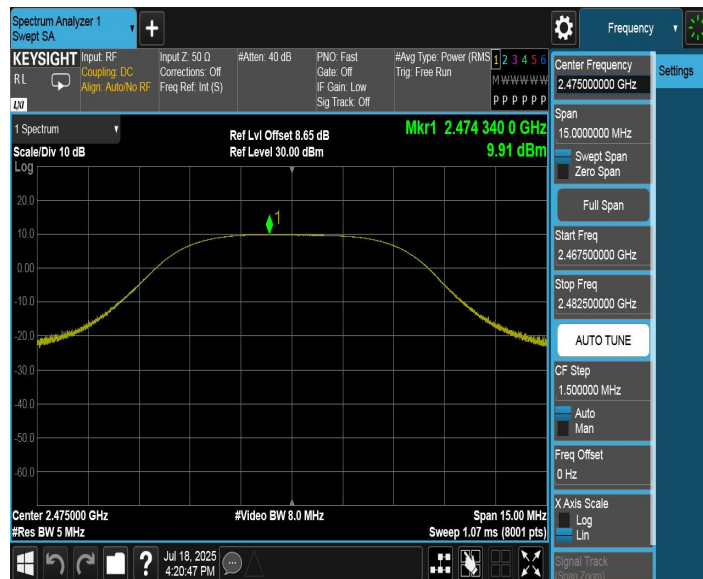 Spectrum Analyzer 1
Swept SA
Frequency
KEYSIGHT
RL
LXI
Input: RF
Coupling: DC
Align: Auto/No RF
Input Z: 50 Ω
Corrections: Off
Freq Ref: Int (S)
#Atten: 40 dB
PNO: Fast
Gate: Off
IF Gain: Low
Sig Track: Off
#Avg Type: Power (RMS
Trig: Free Run
1 2 3 4 5 6
M W W W W W
P P P P P P
1 Spectrum
Scale/Div 10 dB
Log
Ref Lvl Offset 8.65 dB
Ref Level 30.00 dBm
Mkr1 2.474 340 0 GHz
9.91 dBm
1
20.0
10.0
0.00
-10.0
-20.0
-30.0
-40.0
-50.0
-60.0
Center 2.475000 GHz
#Res BW 5 MHz
#Video BW 8.0 MHz
Span 15.00 MHz
Sweep 1.07 ms (8001 pts)
Jul 18, 2025
4:20:47 PM
Center Frequency
2.475000000 GHz
Span
15.0000000 MHz
Swept Span
Zero Span
Full Span
Start Freq
2.467500000 GHz
Stop Freq
2.482500000 GHz
AUTO TUNE
CF Step
1.500000 MHz
Auto
Man
Freq Offset
0 Hz
X Axis Scale
Log
Lin
Signal Track
(Span Zoom)
Settings